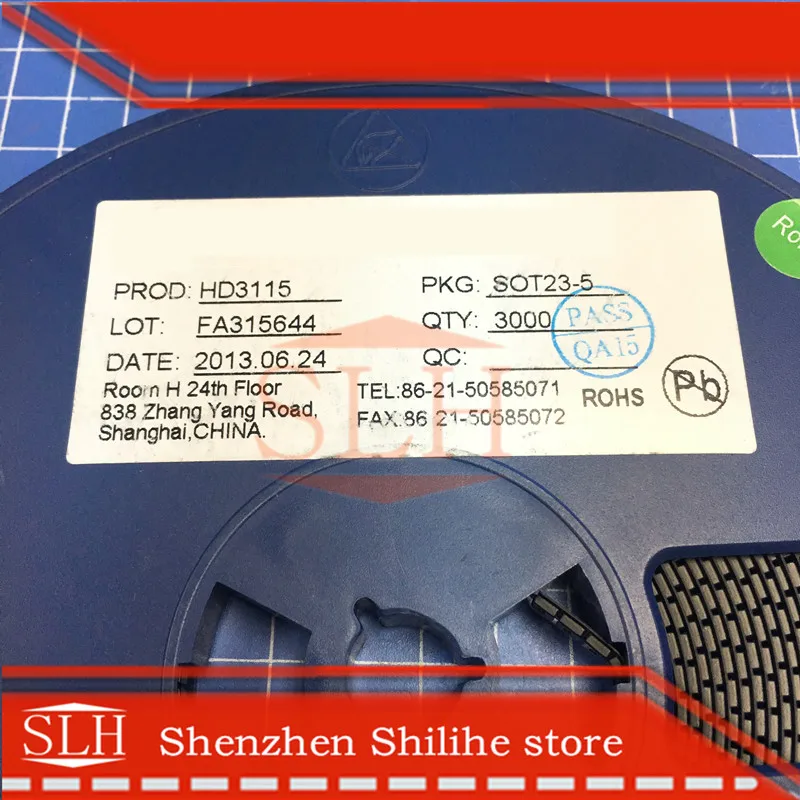 PROD: HD3115 PKG: SOT23-5
LOT: FA315644 QTY: 3000
PASS
DATE: 2013.06.24 QC:
QA15
Room H 24th Floor
838 Zhang Yang Road,
Shanghai,CHINA.
TEL:86-21-50585071
FAX:86 21-50585072
ROHS
Pb
SLH
SLH Shenzhen Shilihe store